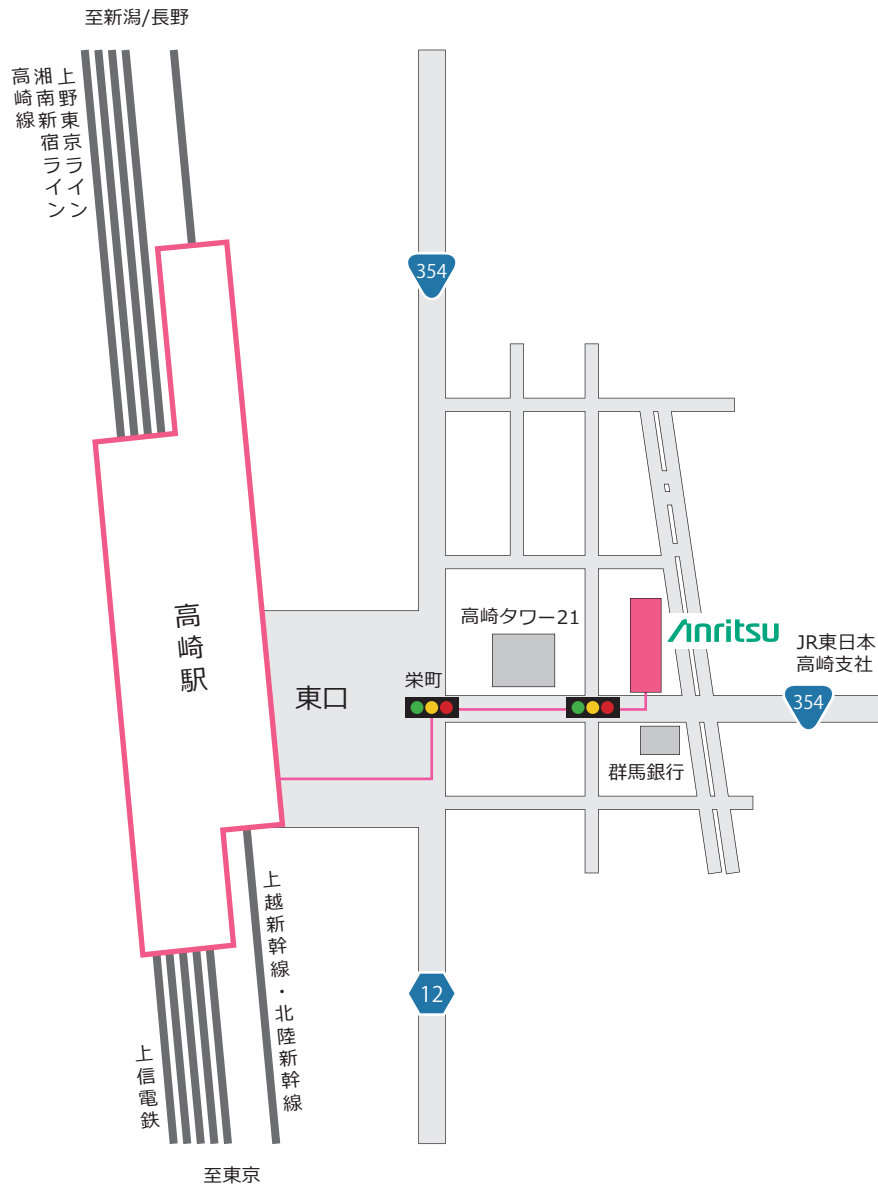 至新潟/長野
上野東京ライン
湘南新宿ライン
高崎線
354
高崎タワー21
Anritsu
JR東日本
高崎支社
高崎駅
東口
栄町
354
群馬銀行
上越新幹線・北陸新幹線
12
上信電鉄
至東京